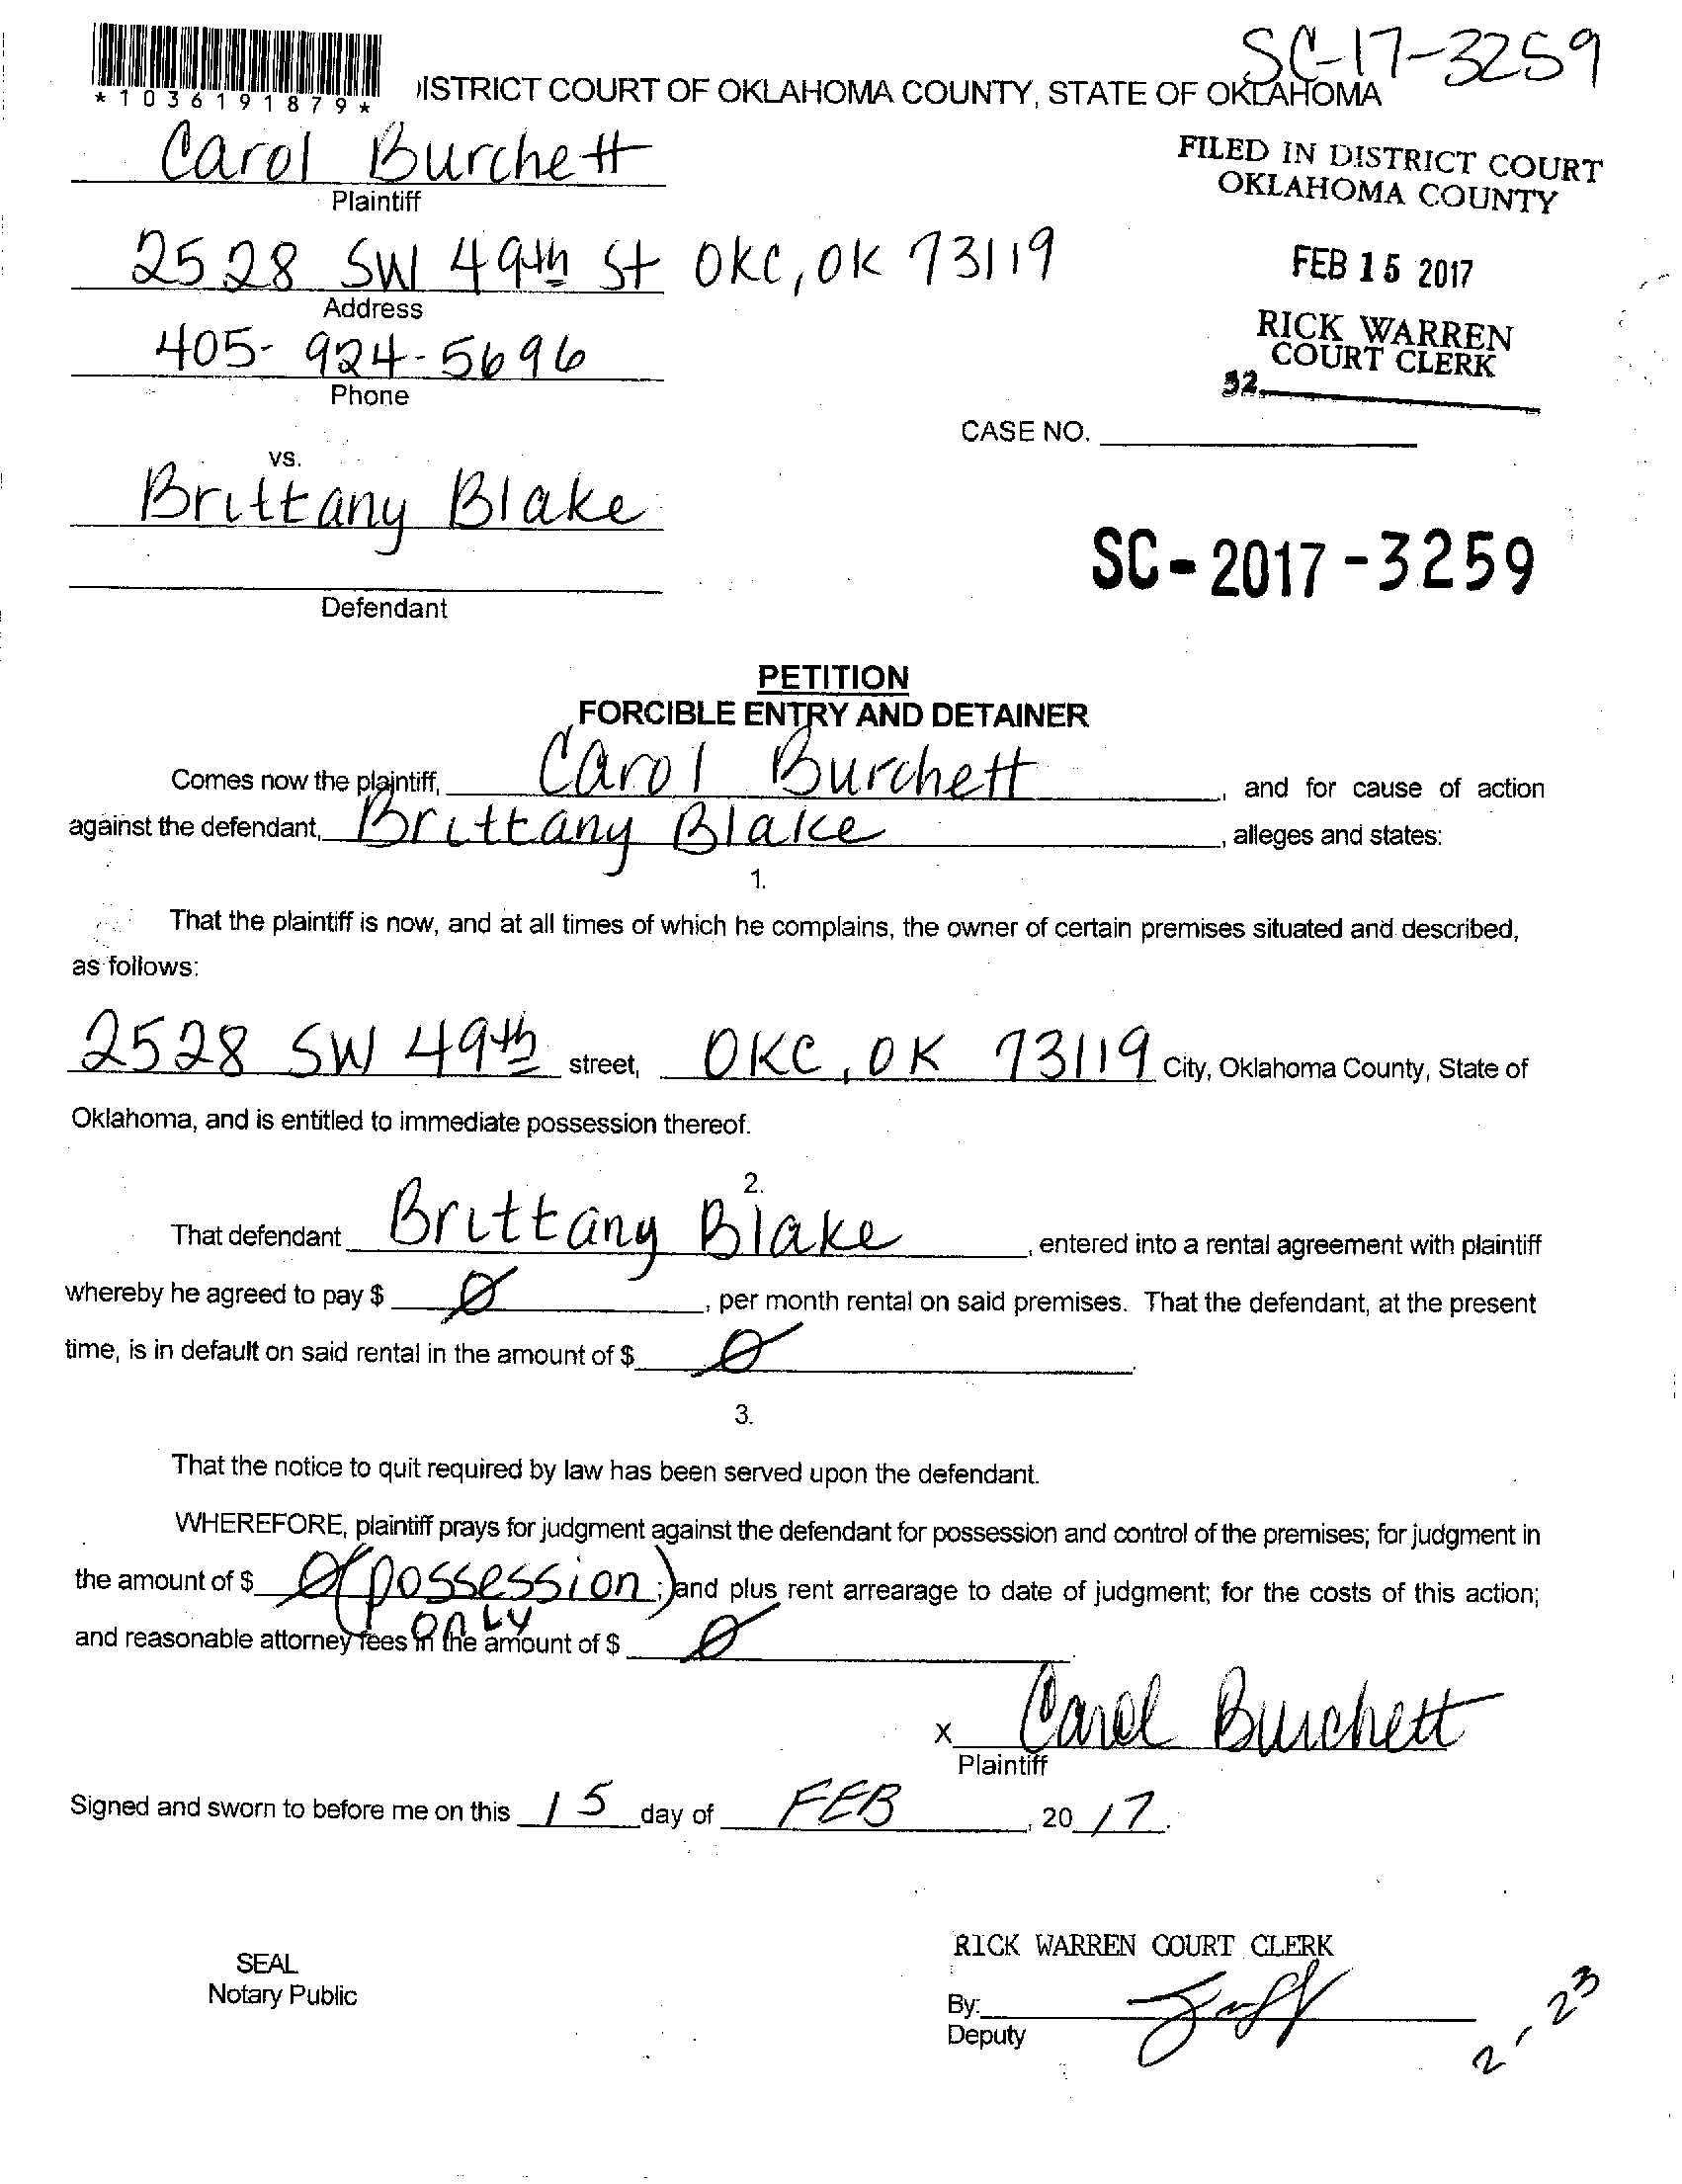 SC-17-3259
*1036191879*
ISTRICT COURT OF OKLAHOMA COUNTY, STATE OF OKLAHOMA
Carol Burchett
Plaintiff
FILED IN DISTRICT COURT
OKLAHOMA COUNTY
2528 SW 49th St OKC, OK 73119
Address
FEB 15 2017
405-924-5696
Phone
RICK WARREN
COURT CLERK
32
CASE NO.
vs.
Brittany Blake
Defendant
SC-2017-3259
PETITION
FORCIBLE ENTRY AND DETAINER
Comes now the plaintiff, Carol Burchett, and for cause of action
against the defendant, Brittany Blake, alleges and states:
1.
That the plaintiff is now, and at all times of which he complains, the owner of certain premises situated and described,
as follows:
2528 SW 49th street, OKC, OK 73119 City, Oklahoma County, State of
Oklahoma, and is entitled to immediate possession thereof.
2.
That defendant Brittany Blake, entered into a rental agreement with plaintiff
whereby he agreed to pay $ Ø, per month rental on said premises. That the defendant, at the present
time, is in default on said rental in the amount of $ Ø.
3.
That the notice to quit required by law has been served upon the defendant.
WHEREFORE, plaintiff prays for judgment against the defendant for possession and control of the premises; for judgment in
the amount of $ Ø (possession ;) and plus rent arrearage to date of judgment; for the costs of this action;
only
and reasonable attorney fees in the amount of $ Ø
x Carol Burchett
Plaintiff
Signed and sworn to before me on this 15 day of FEB, 2017.
SEAL
Notary Public
RICK WARREN COURT CLERK
By:
Deputy
2-23